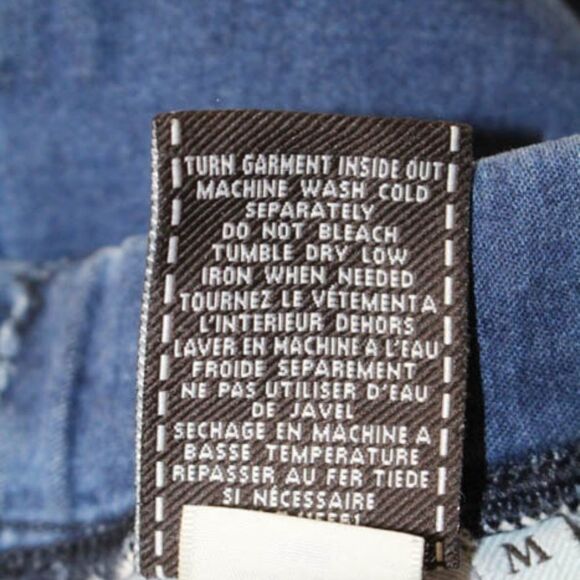 TURN GARMENT INSIDE OUT
MACHINE WASH COLD
SEPARATELY
DO NOT BLEACH
TUMBLE DRY LOW
IRON WHEN NEEDED
TOURNEZ LE VÊTEMENT A
L'INTERIEUR DEHORS
LAVER EN MACHINE A L'EAU
FROIDE SEPAREMENT
NE PAS UTILISER D'EAU
DE JAVEL
SECHAGE EN MACHINE A
BASSE TEMPERATURE
REPASSER AU FER TIEDE
SI NÉCESSAIRE
M